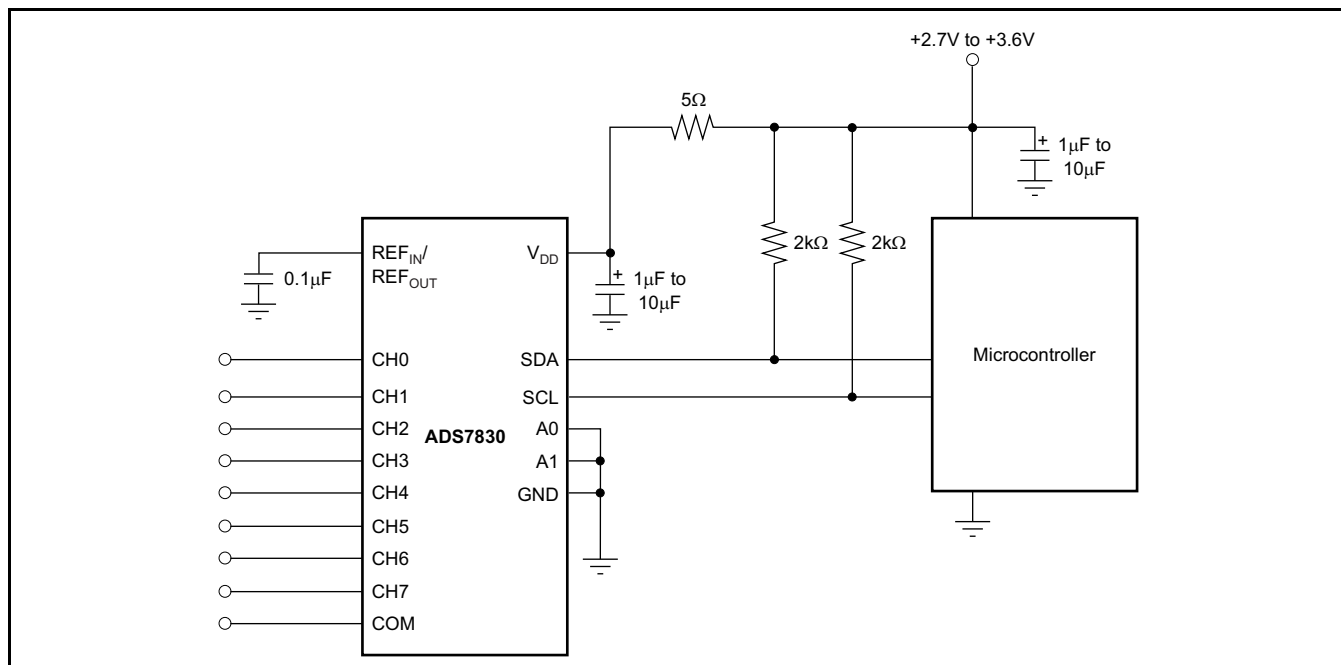 +2.7V to +3.6V
5Ω
+ 1μF to
10μF
2kΩ
2kΩ
REF_IN/
REF_OUT
V_DD
0.1μF
+ 1μF to
10μF
Microcontroller
CH0
SDA
CH1
SCL
CH2
A0
ADS7830
CH3
A1
CH4
GND
CH5
CH6
CH7
COM